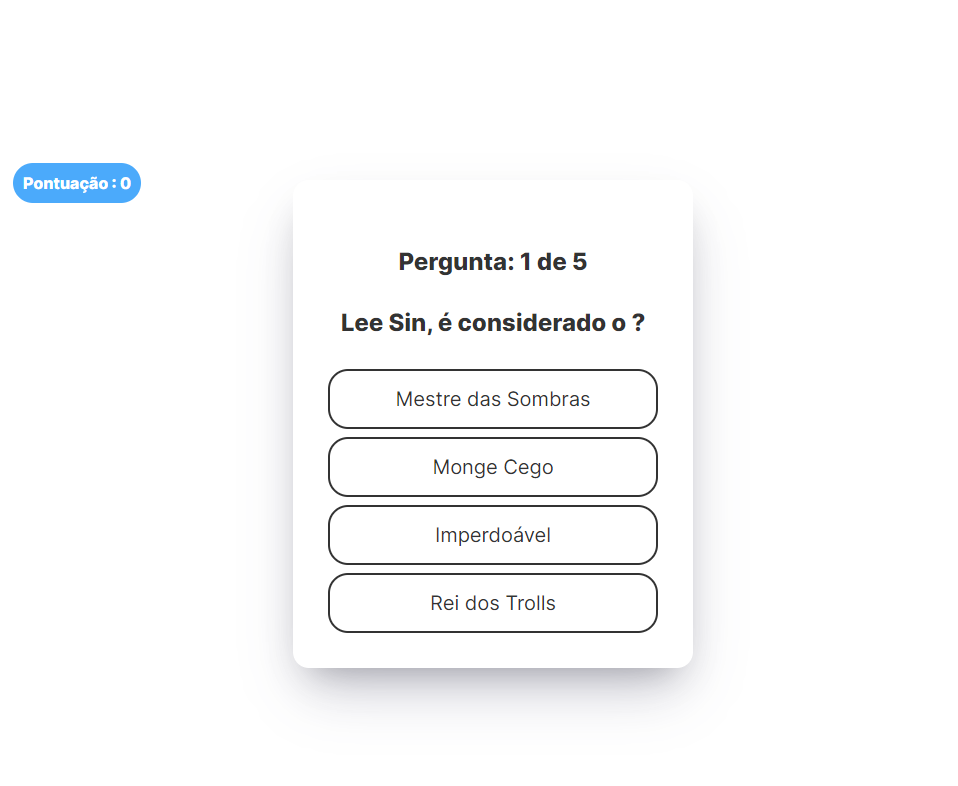 Pontuação : 0
Pergunta: 1 de 5
Lee Sin, é considerado o ?
Mestre das Sombras
Monge Cego
Imperdoável
Rei dos Trolls